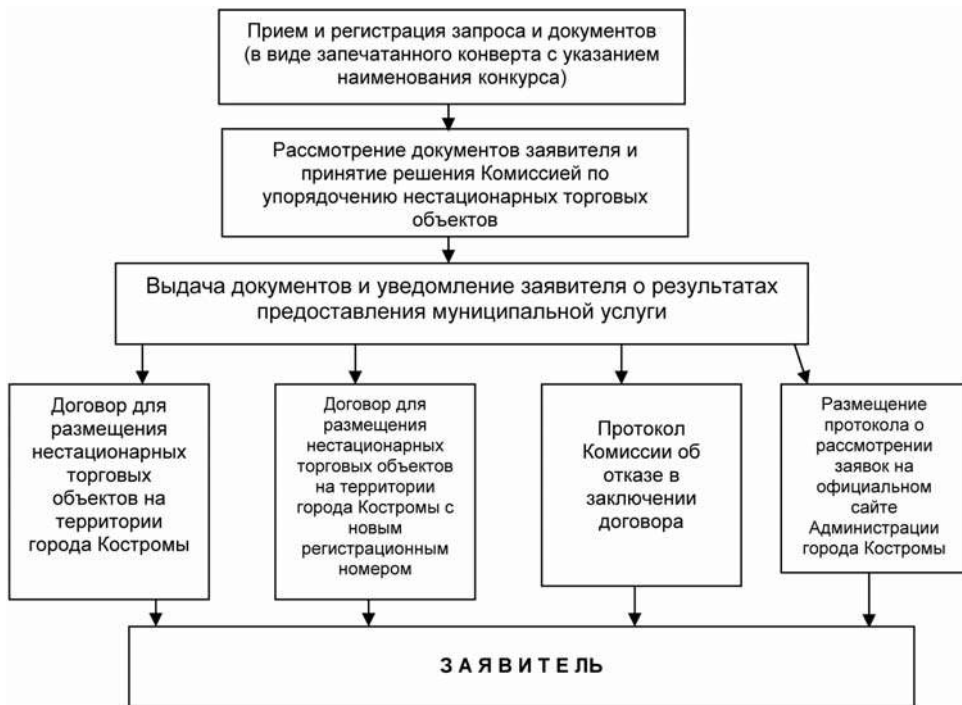 Прием и регистрация запроса и документов
(в виде запечатанного конверта с указанием
наименования конкурса)
Рассмотрение документов заявителя и
принятие решения Комиссией по
упорядочению нестационарных торговых
объектов
Выдача документов и уведомление заявителя о результатах
предоставления муниципальной услуги
Договор для
размещения
нестационарных
торговых
объектов на
территории
города Костромы
Договор для
размещения
нестационарных
торговых объектов
на территории
города Костромы с
новым
регистрационным
номером
Протокол
Комиссии об
отказе в
заключении
договора
Размещение
протокола о
рассмотрении
заявок на
официальном
сайте
Администрации
города Костромы
З А Я В И Т Е Л Ь